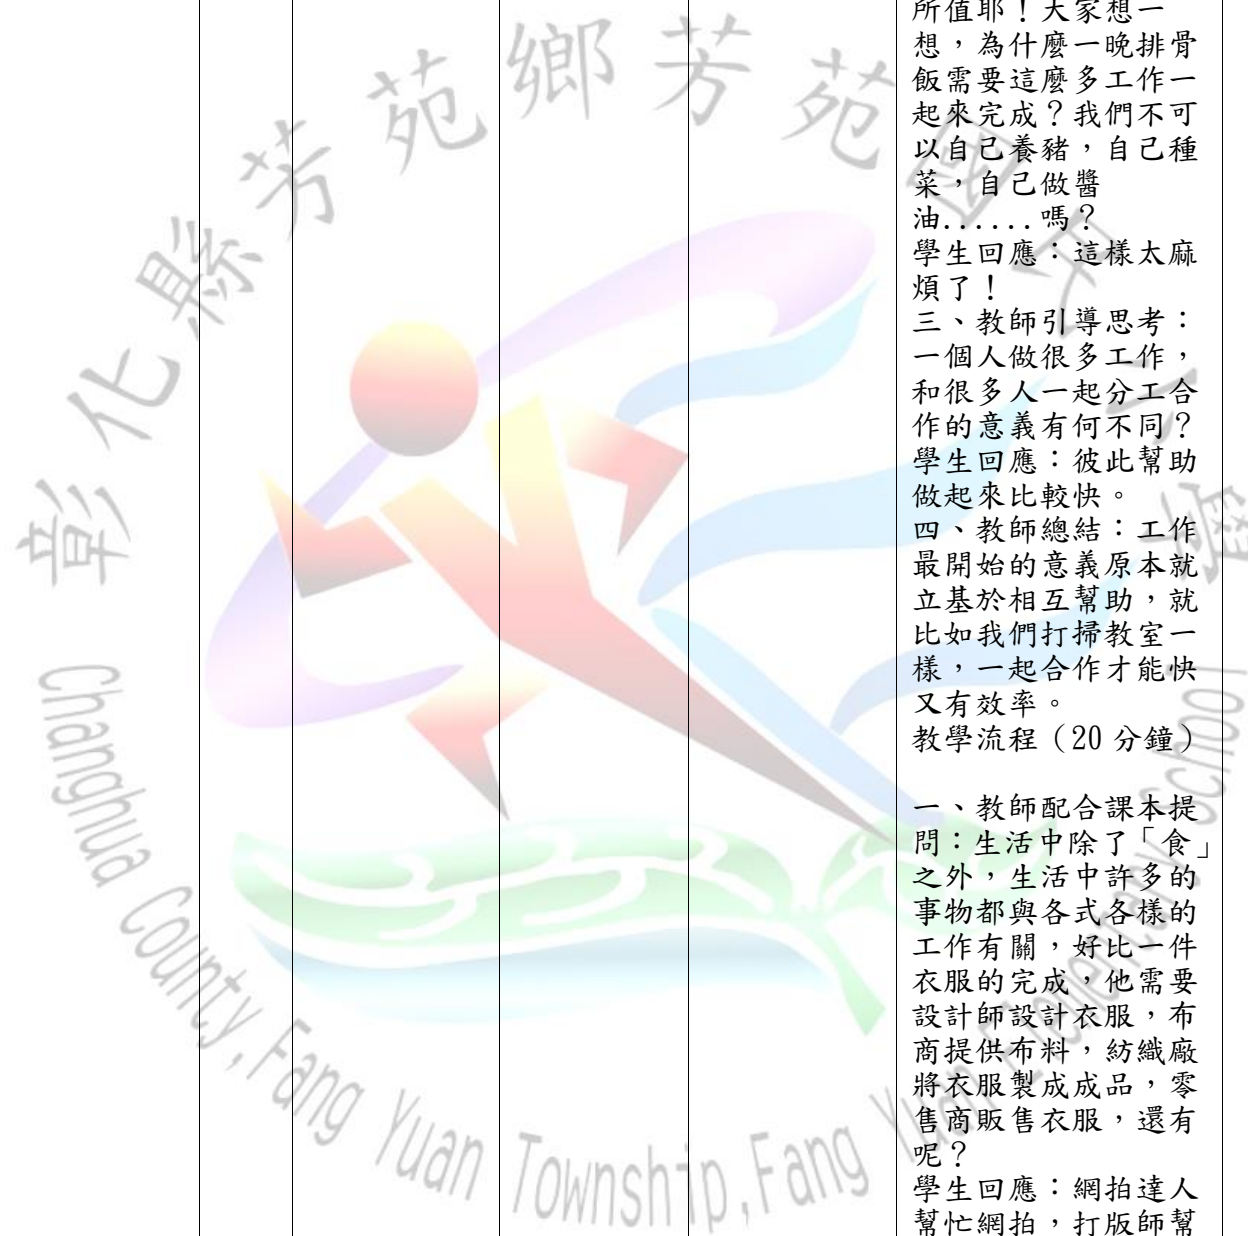 所值耶！大家想一
想，為什麼一晚排骨
飯需要這麼多工作一
起來完成？我們不可
以自己養豬，自己種
菜，自己做醬
油......嗎？
學生回應：這樣太麻
煩了！
三、教師引導思考：
一個人做很多工作，
和很多人一起分工合
作的意義有何不同？
學生回應：彼此幫助
做起來比較快。
四、教師總結：工作
最開始的意義原本就
立基於相互幫助，就
比如我們打掃教室一
樣，一起合作才能快
又有效率。
教學流程（20 分鐘）
一、教師配合課本提
問：生活中除了「食」
之外，生活中許多的
事物都與各式各樣的
工作有關，好比一件
衣服的完成，他需要
設計師設計衣服，布
商提供布料，紡織廠
將衣服製成成品，零
售商販售衣服，還有
呢？
學生回應：網拍達人
幫忙網拍，打版師幫
彰化縣芳苑鄉芳苑國民小學
Changhua County, Fang Yuan Township, Fang Yuan Elementary School